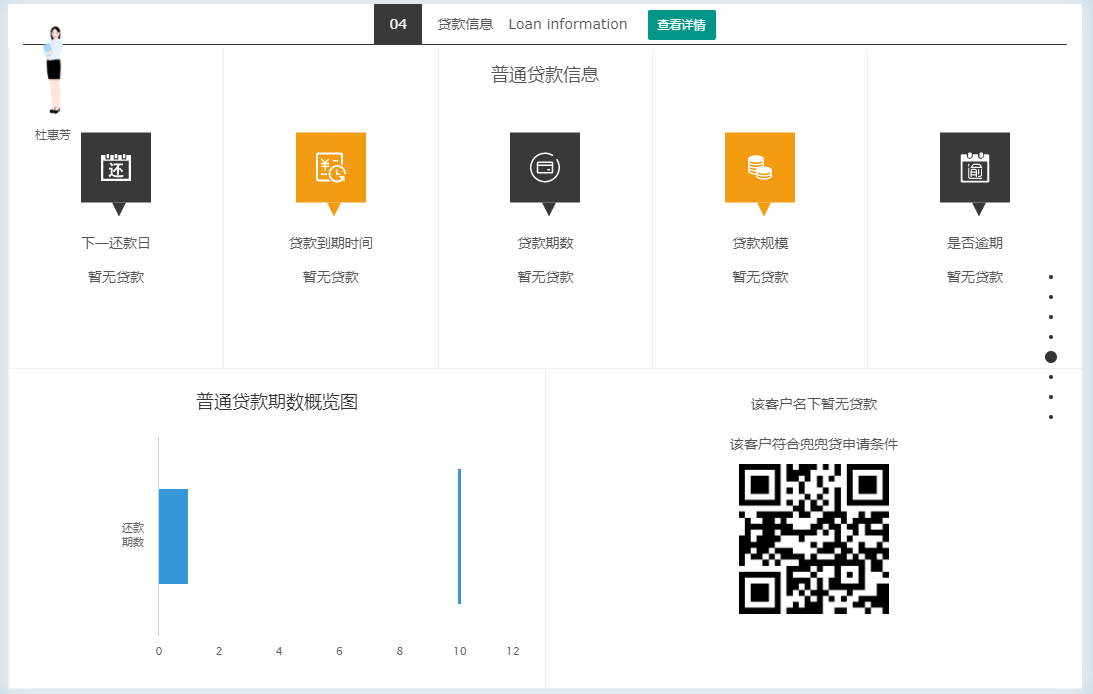 04 贷款信息 Loan information 查看详情
普通贷款信息
杜惠芳
还
¥
逾
下一还款日
贷款到期时间
贷款期数
贷款规模
是否逾期
暂无贷款
暂无贷款
暂无贷款
暂无贷款
暂无贷款
普通贷款期数概览图
还款
期数
0 2 4 6 8 10 12
该客户名下暂无贷款
该客户符合兜兜贷申请条件